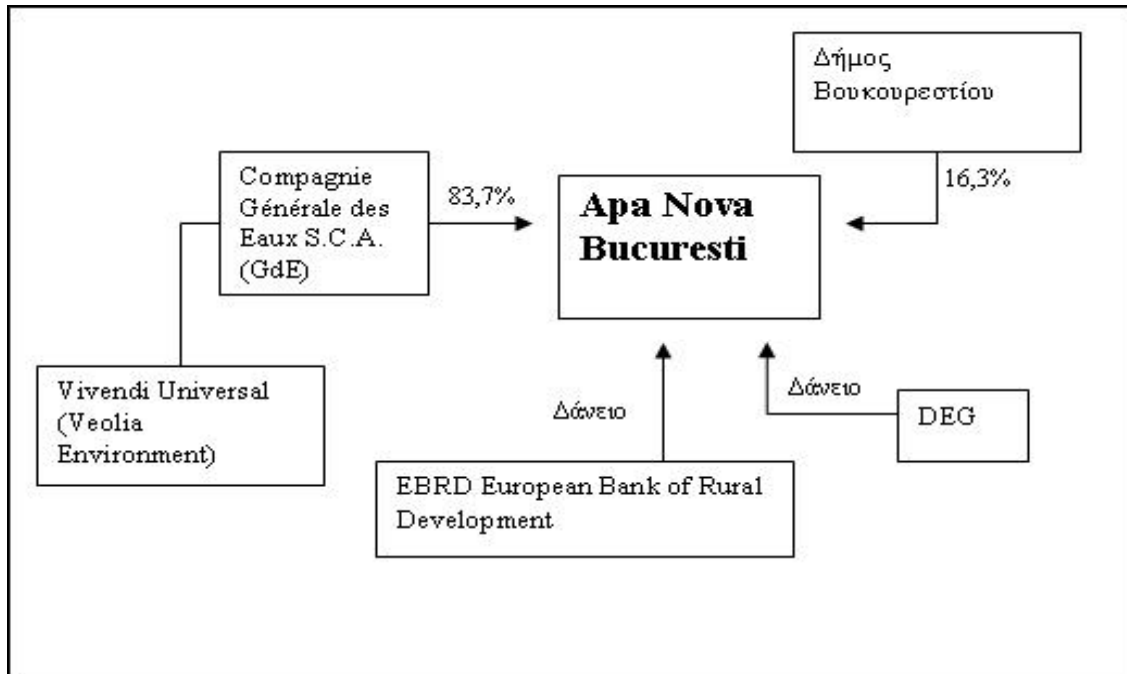 Δήμος
Βουκουρεστίου
16,3%
Compagnie
Générale des
Eaux S.C.A.
(GdE)
83,7%
Apa Nova
Bucuresti
Vivendi Universal
(Veolia
Environment)
Δάνειο
Δάνειο
DEG
EBRD European Bank of Rural
Development